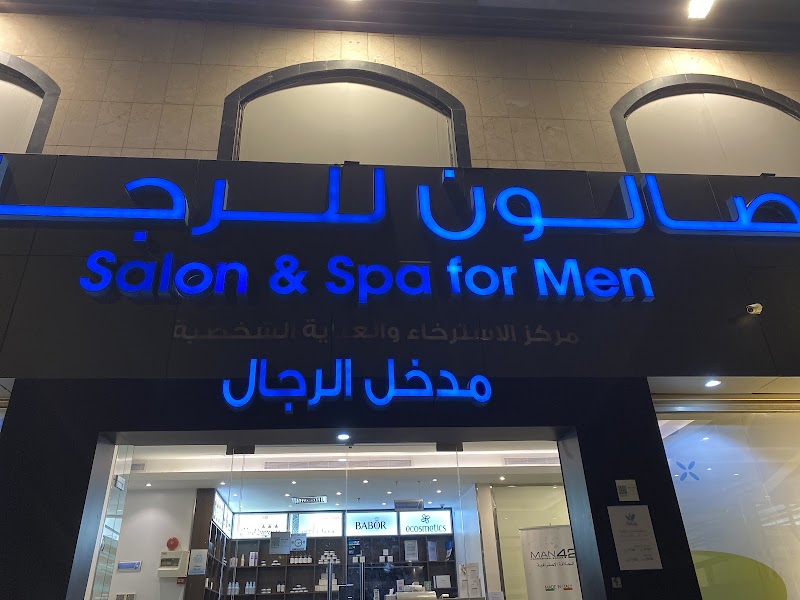 صالون للرجا
Salon & Spa for Men
مركز الاسترخاء والعناية الشخصية
مدخل الرجال
BABOR
ecosmetics
MAN42